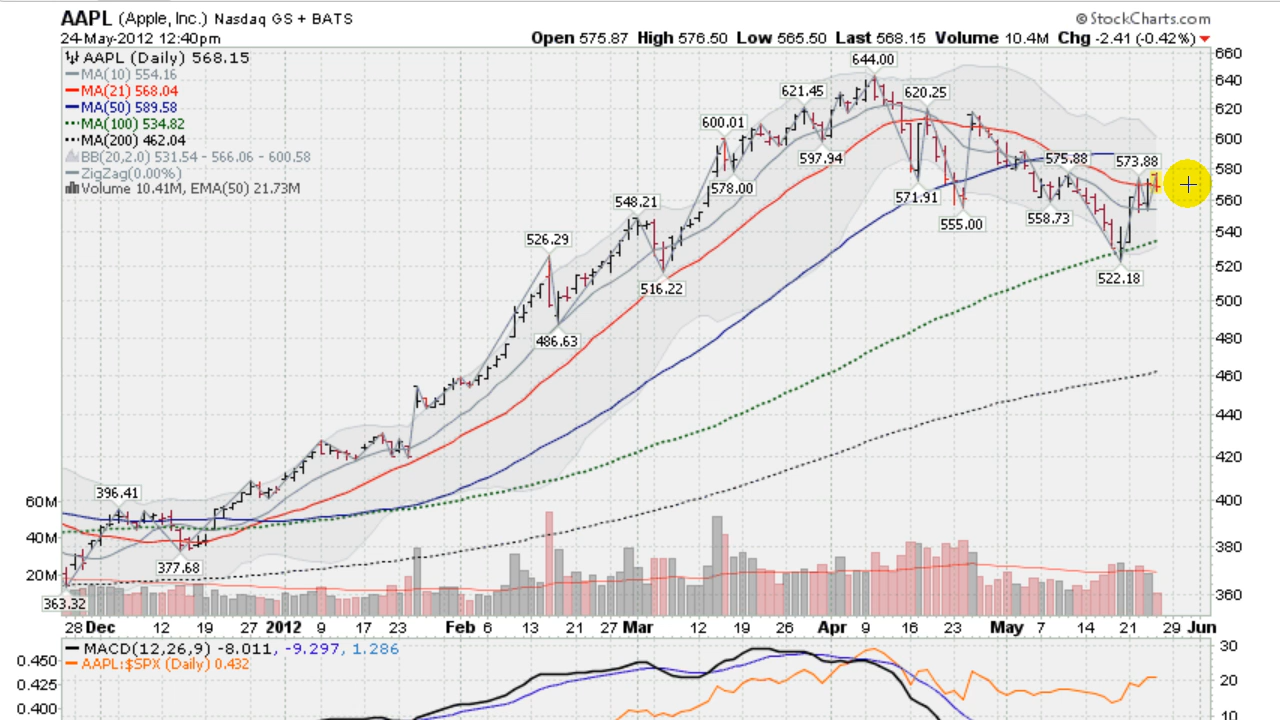 AAPL (Apple, Inc.) Nasdaq GS + BATS
© StockCharts.com
24-May-2012 12:40pm
Open 575.87 High 576.50 Low 565.50 Last 568.15 Volume 10.4M Chg -2.41 (-0.42%)
AAPL (Daily) 568.15
MA(10) 554.16
MA(21) 568.04
MA(50) 589.58
MA(100) 534.82
MA(200) 462.04
BB(20,2.0) 531.54 - 566.06 - 600.58
ZigZag(0.00%)
Volume 10.41M, EMA(50) 21.73M
644.00
621.45
620.25
600.01
597.94
575.88
573.88
578.00
571.91
548.21
555.00
558.73
526.29
522.18
516.22
486.63
396.41
377.68
363.32
660
640
620
600
580
560
540
520
500
480
460
440
420
400
380
360
60M
40M
20M
28 Dec 12 19 27 2012 9 17 23 Feb 6 13 21 27 Mar 12 19 26 Apr 9 16 23 May 7 14 21 29 Jun
MACD(12,26,9) -8.011, -9.297, 1.286
AAPL:$SPX (Daily) 0.432
0.450
0.425
0.400
30
20
10